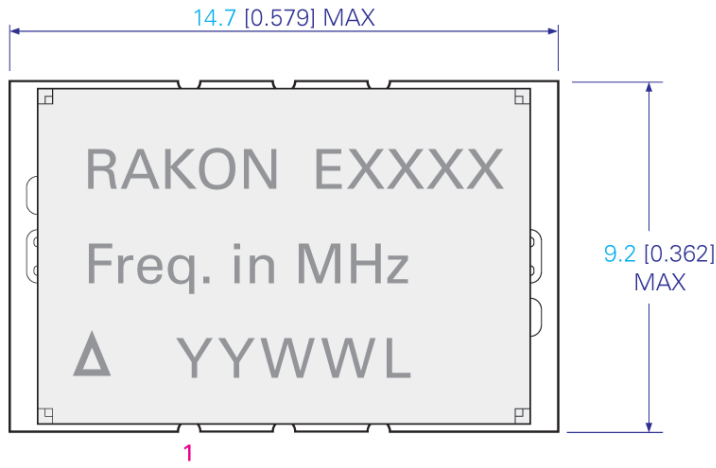 14.7 [0.579] MAX
RAKON EXXXX
Freq. in MHz
9.2 [0.362]
MAX
Δ YYWWL
1